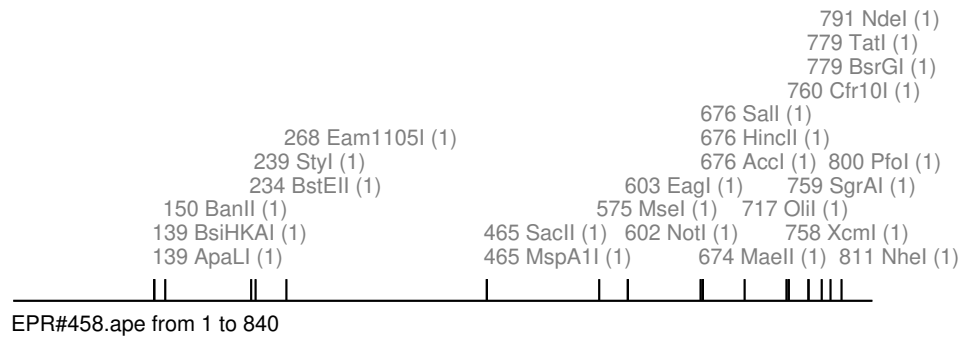 791 NdeI (1)
779 TatI (1)
779 BsrGI (1)
760 Cfr10I (1)
676 SalI (1)
268 Eam1105I (1) 676 HincII (1)
239 StyI (1) 676 AccI (1) 800 PfoI (1)
234 BstEII (1) 603 EagI (1) 759 SgrAI (1)
150 BanII (1) 575 MseI (1) 717 OliI (1)
139 BsiHKAI (1) 465 SacII (1) 602 NotI (1) 758 XcmI (1)
139 ApaLI (1) 465 MspA1I (1) 674 MaeII (1) 811 NheI (1)
EPR#458.ape from 1 to 840